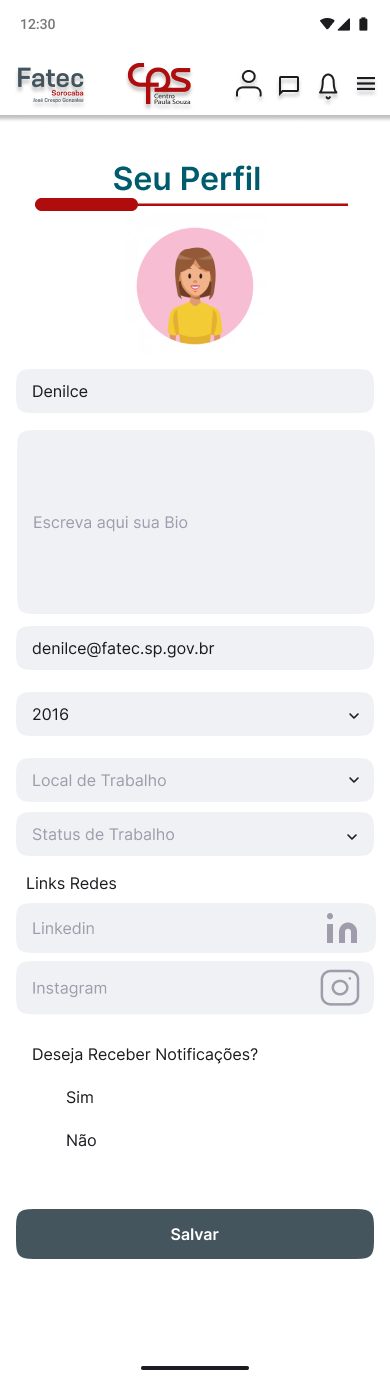 12:30
Fatec
Sorocaba
José Crespo Gonzales
CPS
Centro
Paula Souza
Seu Perfil
Denilce
Escreva aqui sua Bio
denilce@fatec.sp.gov.br
2016
Local de Trabalho
Status de Trabalho
Links Redes
Linkedin
in
Instagram
Deseja Receber Notificações?
Sim
Não
Salvar